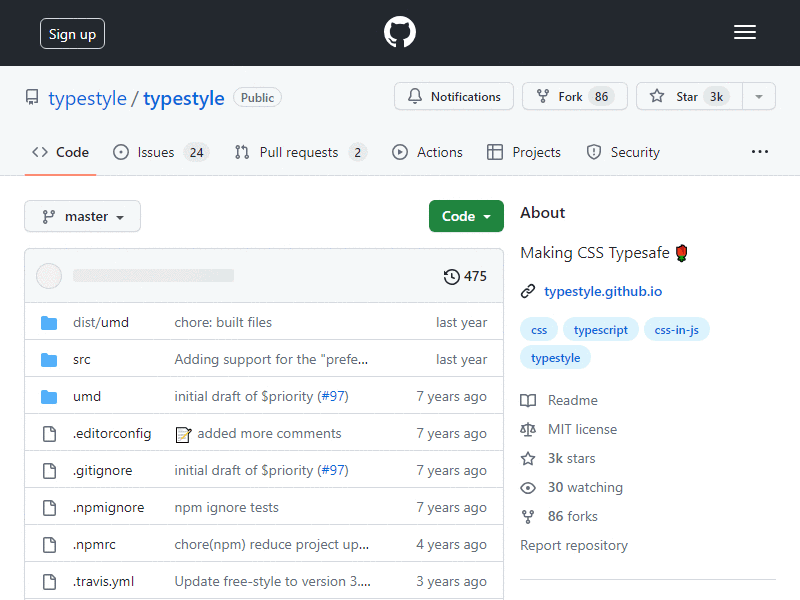 Sign up
typestyle / typestyle Public
Notifications Fork 86 Star 3k
Code Issues 24 Pull requests 2 Actions Projects Security
master Code
475
dist/umd chore: built files last year
src Adding support for the "prefe... last year
umd initial draft of $priority (#97) 7 years ago
.editorconfig 📝 added more comments 7 years ago
.gitignore initial draft of $priority (#97) 7 years ago
.npmignore npm ignore tests 7 years ago
.npmrc chore(npm) reduce project up... 4 years ago
.travis.yml Update free-style to version 3.... 3 years ago
About
Making CSS Typesafe 🌹
typestyle.github.io
css typescript css-in-js
typestyle
Readme
MIT license
3k stars
30 watching
86 forks
Report repository